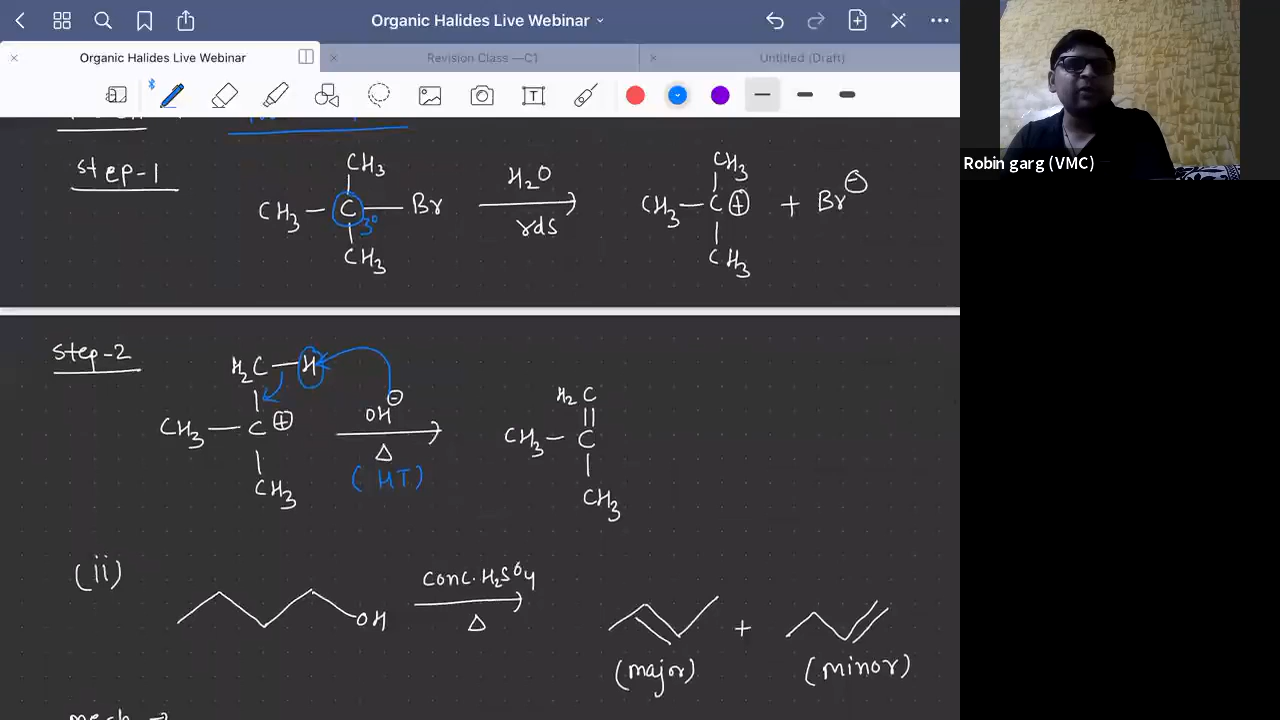 Organic Halides Live Webinar
Organic Halides Live Webinar
Revision Class —C1
Untitled (Draft)
T
Robin garg (VMC)
Step-1
CH3
CH3 — C — Br
3°
CH3
H2O
rds
CH3
CH3 — C ⊕ + Br⊖
CH3
Step-2
H2C — H
CH3 — C ⊕
CH3
OH⊖
Δ
(HT)
H2C
CH3 — C
CH3
(ii)
OH
Conc. H2SO4
Δ
+
(major)
(minor)